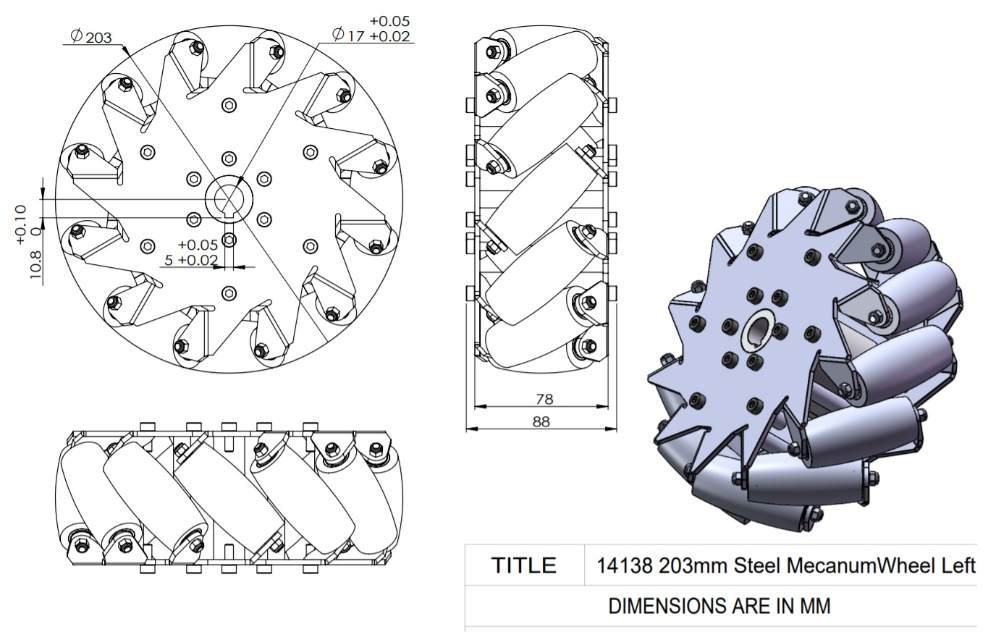 Ø203
+0.05
Ø17 +0.02
+0.10
10.8 0
+0.05
5 +0.02
78
88
TITLE 14138 203mm Steel MecanumWheel Left
DIMENSIONS ARE IN MM